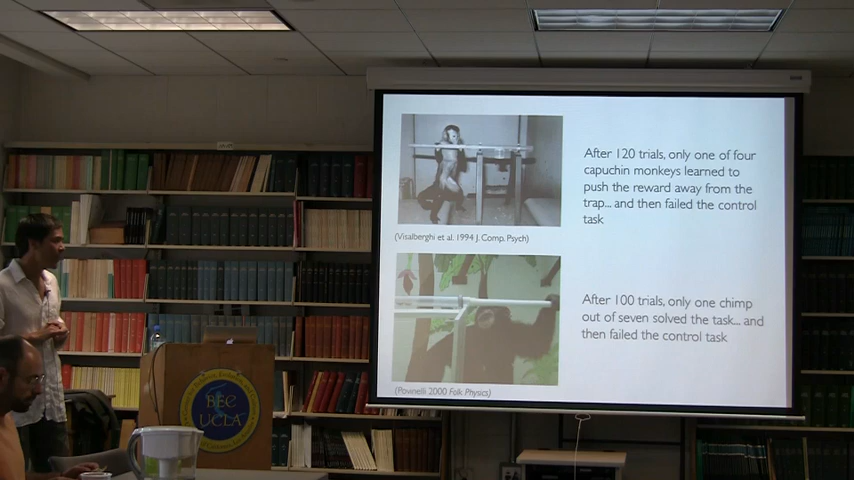 After 120 trials, only one of four
capuchin monkeys learned to
push the reward away from the
trap... and then failed the control
task
(Visalberghi et al. 1994 J. Comp. Psych)
After 100 trials, only one chimp
out of seven solved the task... and
then failed the control task
(Povinelli 2000 Folk Physics)
BEC
UCLA